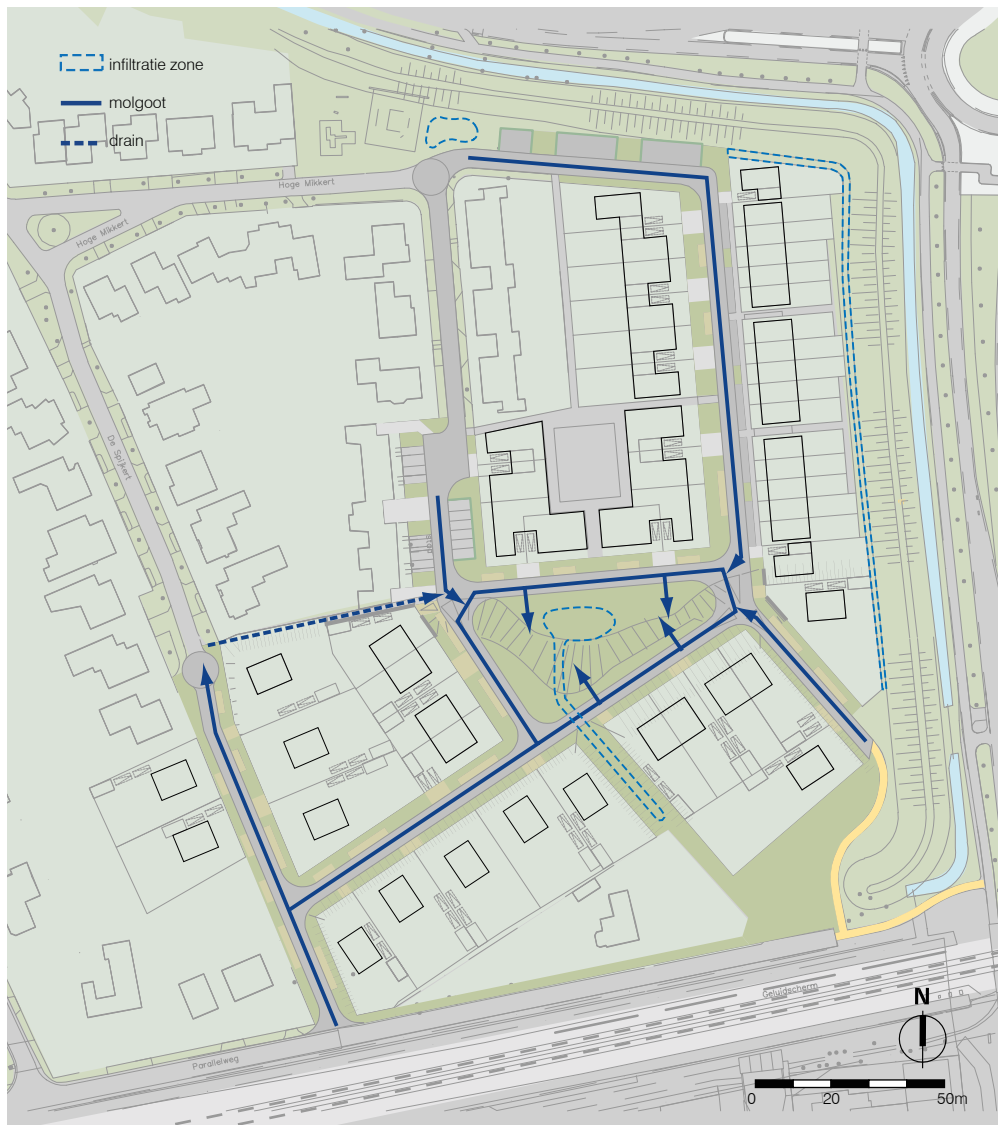 infiltratie zone
molgoot
drain
Hoge Mikkert
Hoge Mikkert
De Spijkert
Geluidscherm
Parallelweg
N
0 20 50m